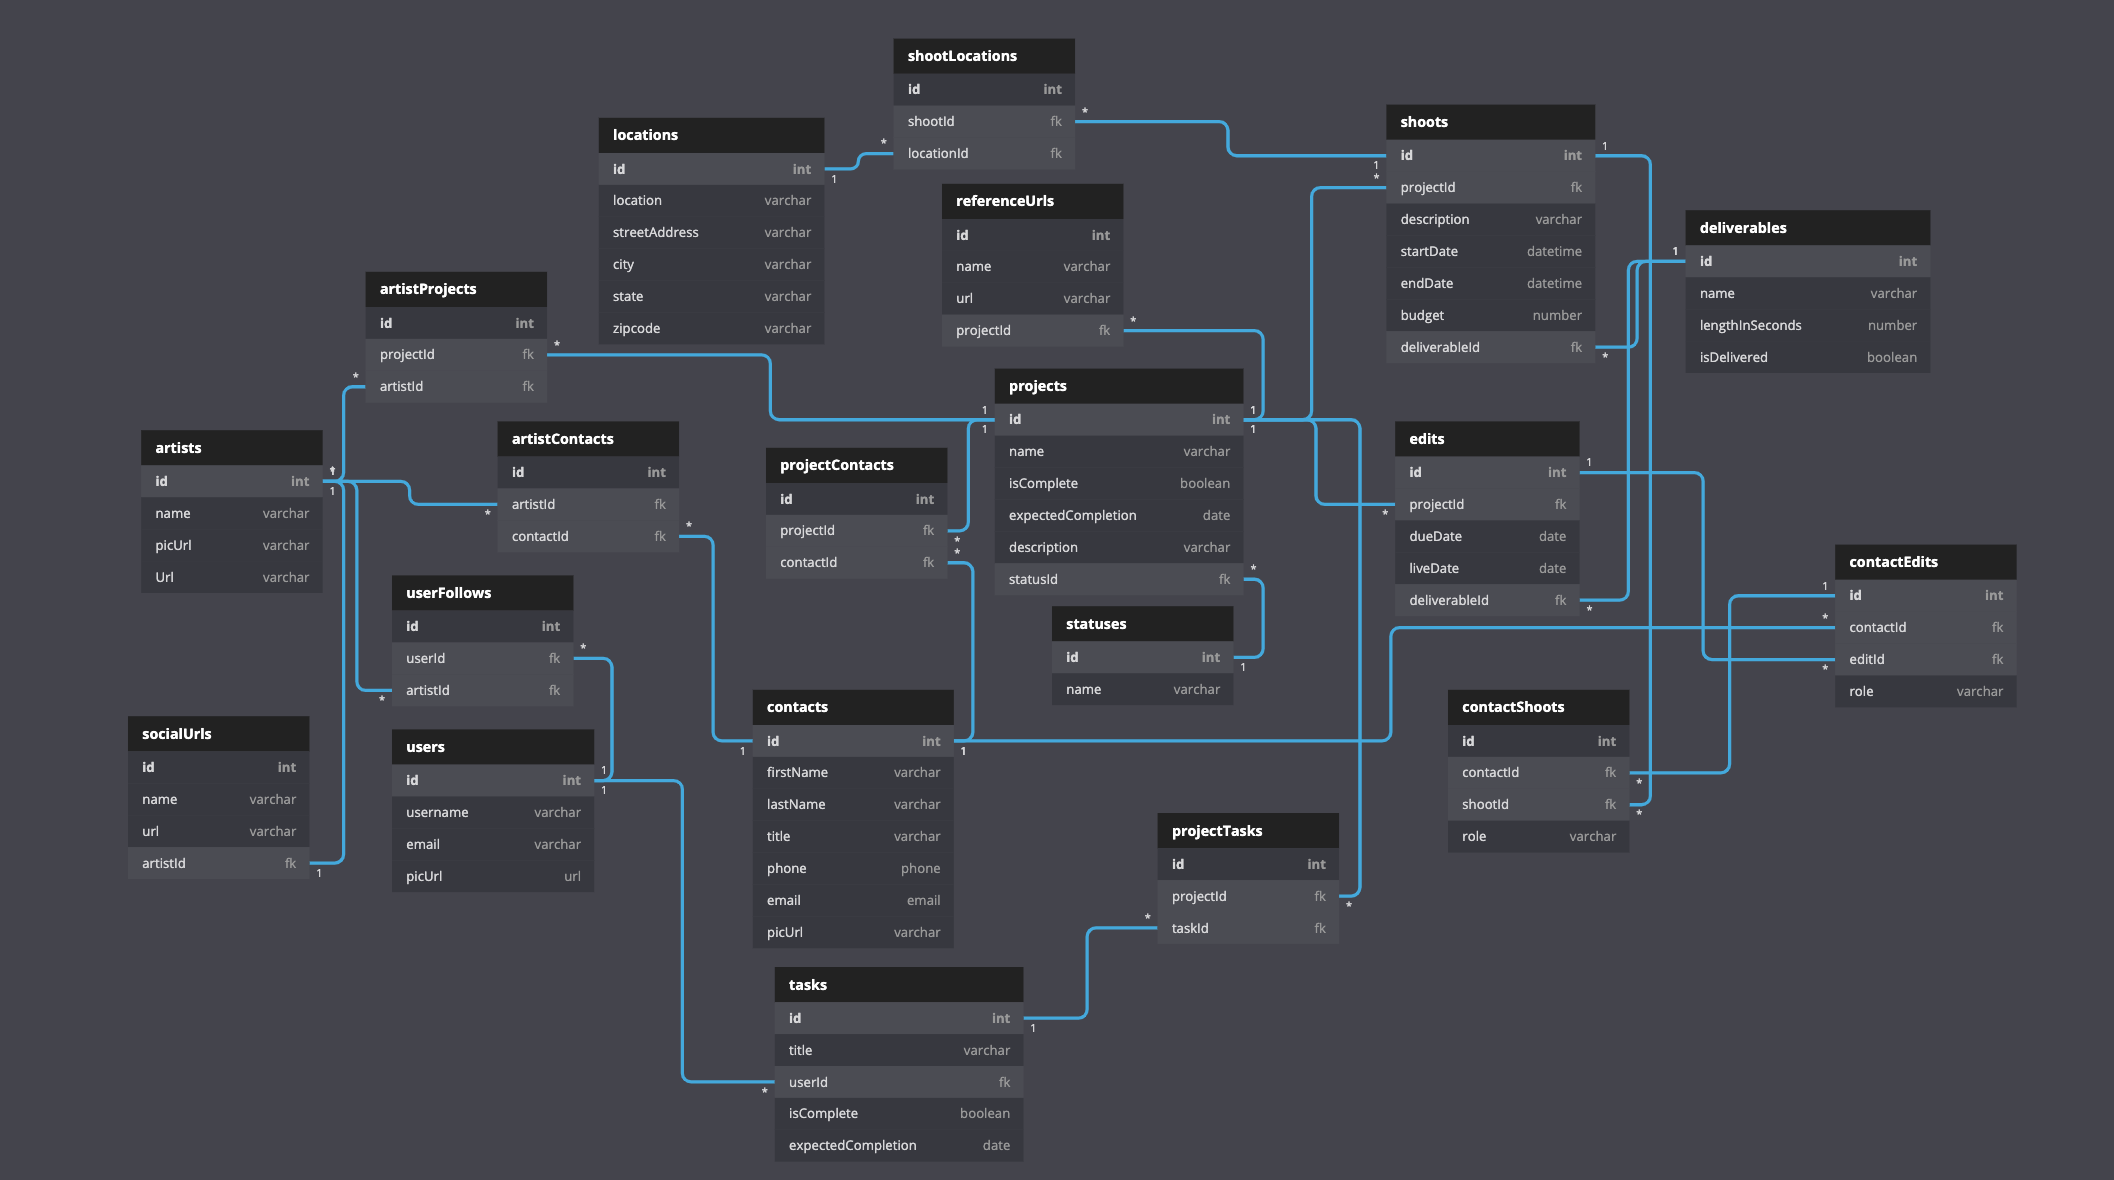 shootLocations
id int
shootId fk
locationId fk
locations
id int
location varchar
streetAddress varchar
city varchar
state varchar
zipcode varchar
referenceUrls
id int
name varchar
url varchar
projectId fk
shoots
id int
projectId fk
description varchar
startDate datetime
endDate datetime
budget number
deliverableId fk
deliverables
id int
name varchar
lengthInSeconds number
isDelivered boolean
artistProjects
id int
projectId fk
artistId fk
projects
id int
name varchar
isComplete boolean
expectedCompletion date
description varchar
statusId fk
artists
id int
name varchar
picUrl varchar
Url varchar
artistContacts
id int
artistId fk
contactId fk
projectContacts
id int
projectId fk
contactId fk
edits
id int
projectId fk
dueDate date
liveDate date
deliverableId fk
contactEdits
id int
contactId fk
editId fk
role varchar
userFollows
id int
userId fk
artistId fk
statuses
id int
name varchar
socialUrls
id int
name varchar
url varchar
artistId fk
users
id int
username varchar
email varchar
picUrl url
contacts
id int
firstName varchar
lastName varchar
title varchar
phone phone
email email
picUrl varchar
contactShoots
id int
contactId fk
shootId fk
role varchar
projectTasks
id int
projectId fk
taskId fk
tasks
id int
title varchar
userId fk
isComplete boolean
expectedCompletion date